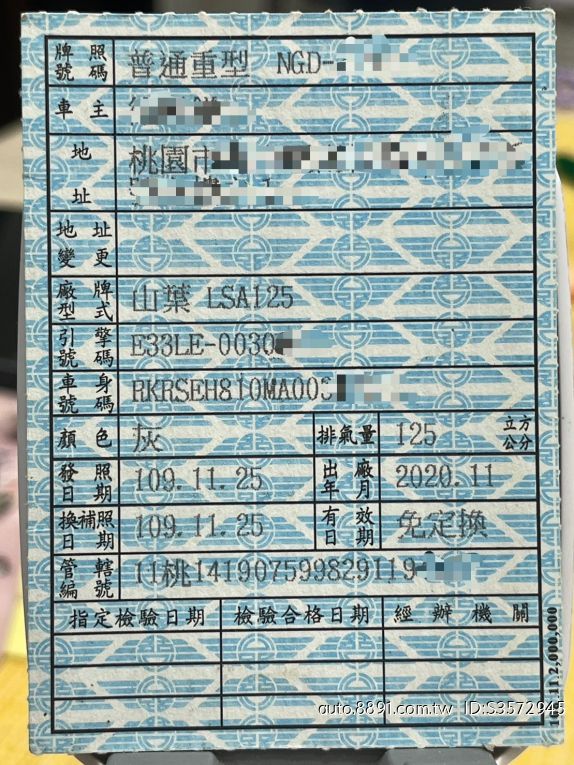 牌照號碼 普通重型 NGD-
車主
地址 桃園市
地址變更
廠牌型式 山葉 LSA125
引擎號碼 E33LE-0030
車身號碼 RKRSEH810MA003
顏色 灰 排氣量 125 立方公分
發照日期 109.11.25 出廠年月 2020.11
換補照日期 109.11.25 有效日期 免定換
管轄編號 11桃141907599829119
指定檢驗日期 檢驗合格日期 經辦機關
auto.8891.com.tw ID:S3572945